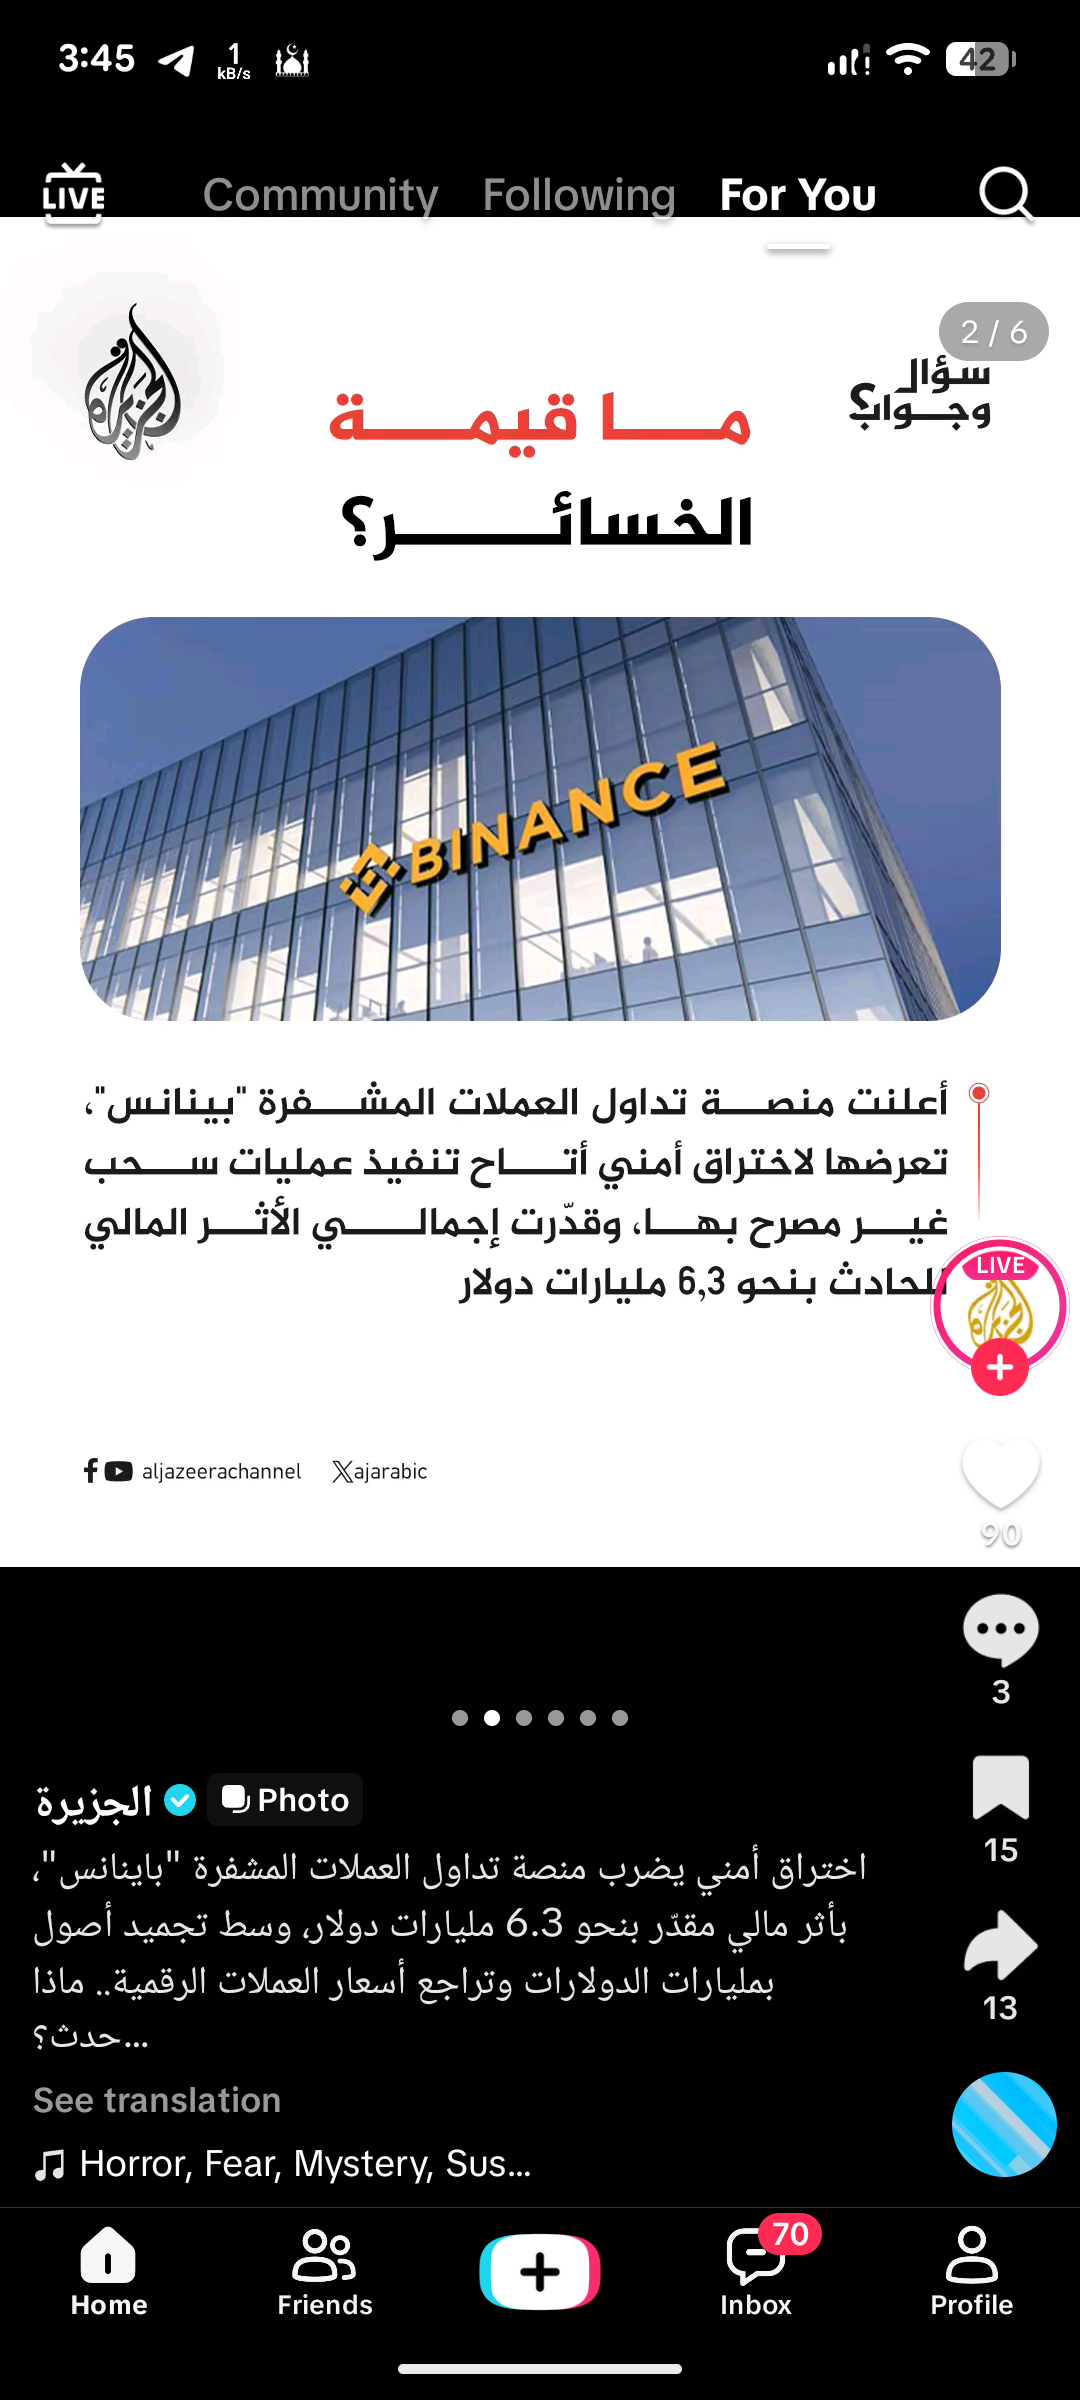 3:45
1
kB/s
42
LIVE
Community
Following
For You
2 / 6
الجزيرة
سؤال
وجواب؟
ما قيمة
الخسائر؟
BINANCE
أعلنت منصة تداول العملات المشفرة "بينانس"،
تعرضها لاختراق أمني أتاح تنفيذ عمليات سحب
غير مصرح بها، وقدّرت إجمالي الأثر المالي
للحادث بنحو 6,3 مليارات دولار
LIVE
الجزيرة
aljazeerachannel
ajarabic
90
3
15
13
الجزيرة
Photo
اختراق أمني يضرب منصة تداول العملات المشفرة "باينانس"،
بأثر مالي مقدّر بنحو 6.3 مليارات دولار، وسط تجميد أصول
بمليارات الدولارات وتراجع أسعار العملات الرقمية.. ماذا
حدث؟...
See translation
Horror, Fear, Mystery, Sus...
Home
Friends
70
Inbox
Profile